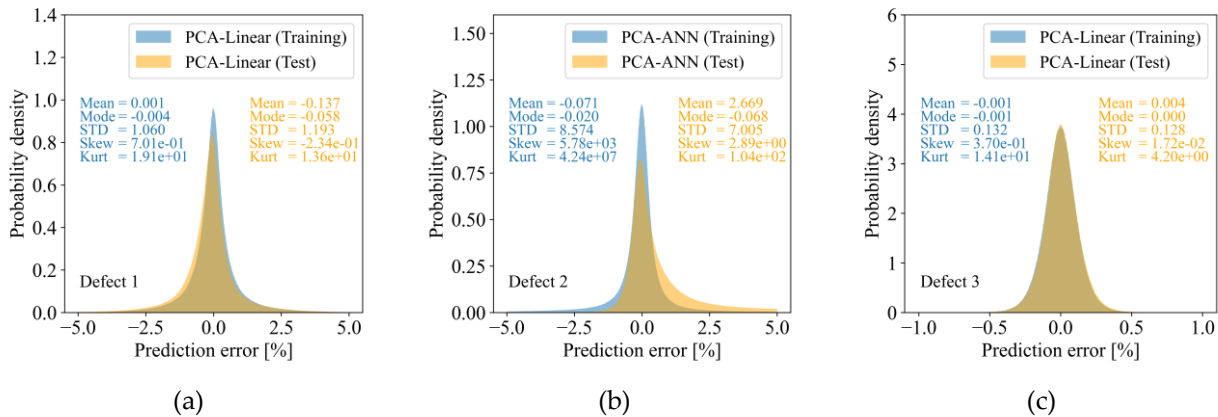 1.4
1.2
1.0
0.8
0.6
0.4
0.2
0.0
Probability density
PCA-Linear (Training)
PCA-Linear (Test)
Mean = 0.001
Mode = -0.004
STD = 1.060
Skew = 7.01e-01
Kurt = 1.91e+01
Mean = -0.137
Mode = -0.058
STD = 1.193
Skew = -2.34e-01
Kurt = 1.36e+01
Defect 1
−5.0 −2.5 0.0 2.5 5.0
Prediction error [%]
(a)
1.50
1.25
1.00
0.75
0.50
0.25
0.00
Probability density
PCA-ANN (Training)
PCA-ANN (Test)
Mean = -0.071
Mode = -0.020
STD = 8.574
Skew = 5.78e+03
Kurt = 4.24e+07
Mean = 2.669
Mode = -0.068
STD = 7.005
Skew = 2.89e+00
Kurt = 1.04e+02
Defect 2
−5.0 −2.5 0.0 2.5 5.0
Prediction error [%]
(b)
6
5
4
3
2
1
0
Probability density
PCA-Linear (Training)
PCA-Linear (Test)
Mean = -0.001
Mode = -0.001
STD = 0.132
Skew = 3.70e-01
Kurt = 1.41e+01
Mean = 0.004
Mode = 0.000
STD = 0.128
Skew = 1.72e-02
Kurt = 4.20e+00
Defect 3
−1.0 −0.5 0.0 0.5 1.0
Prediction error [%]
(c)